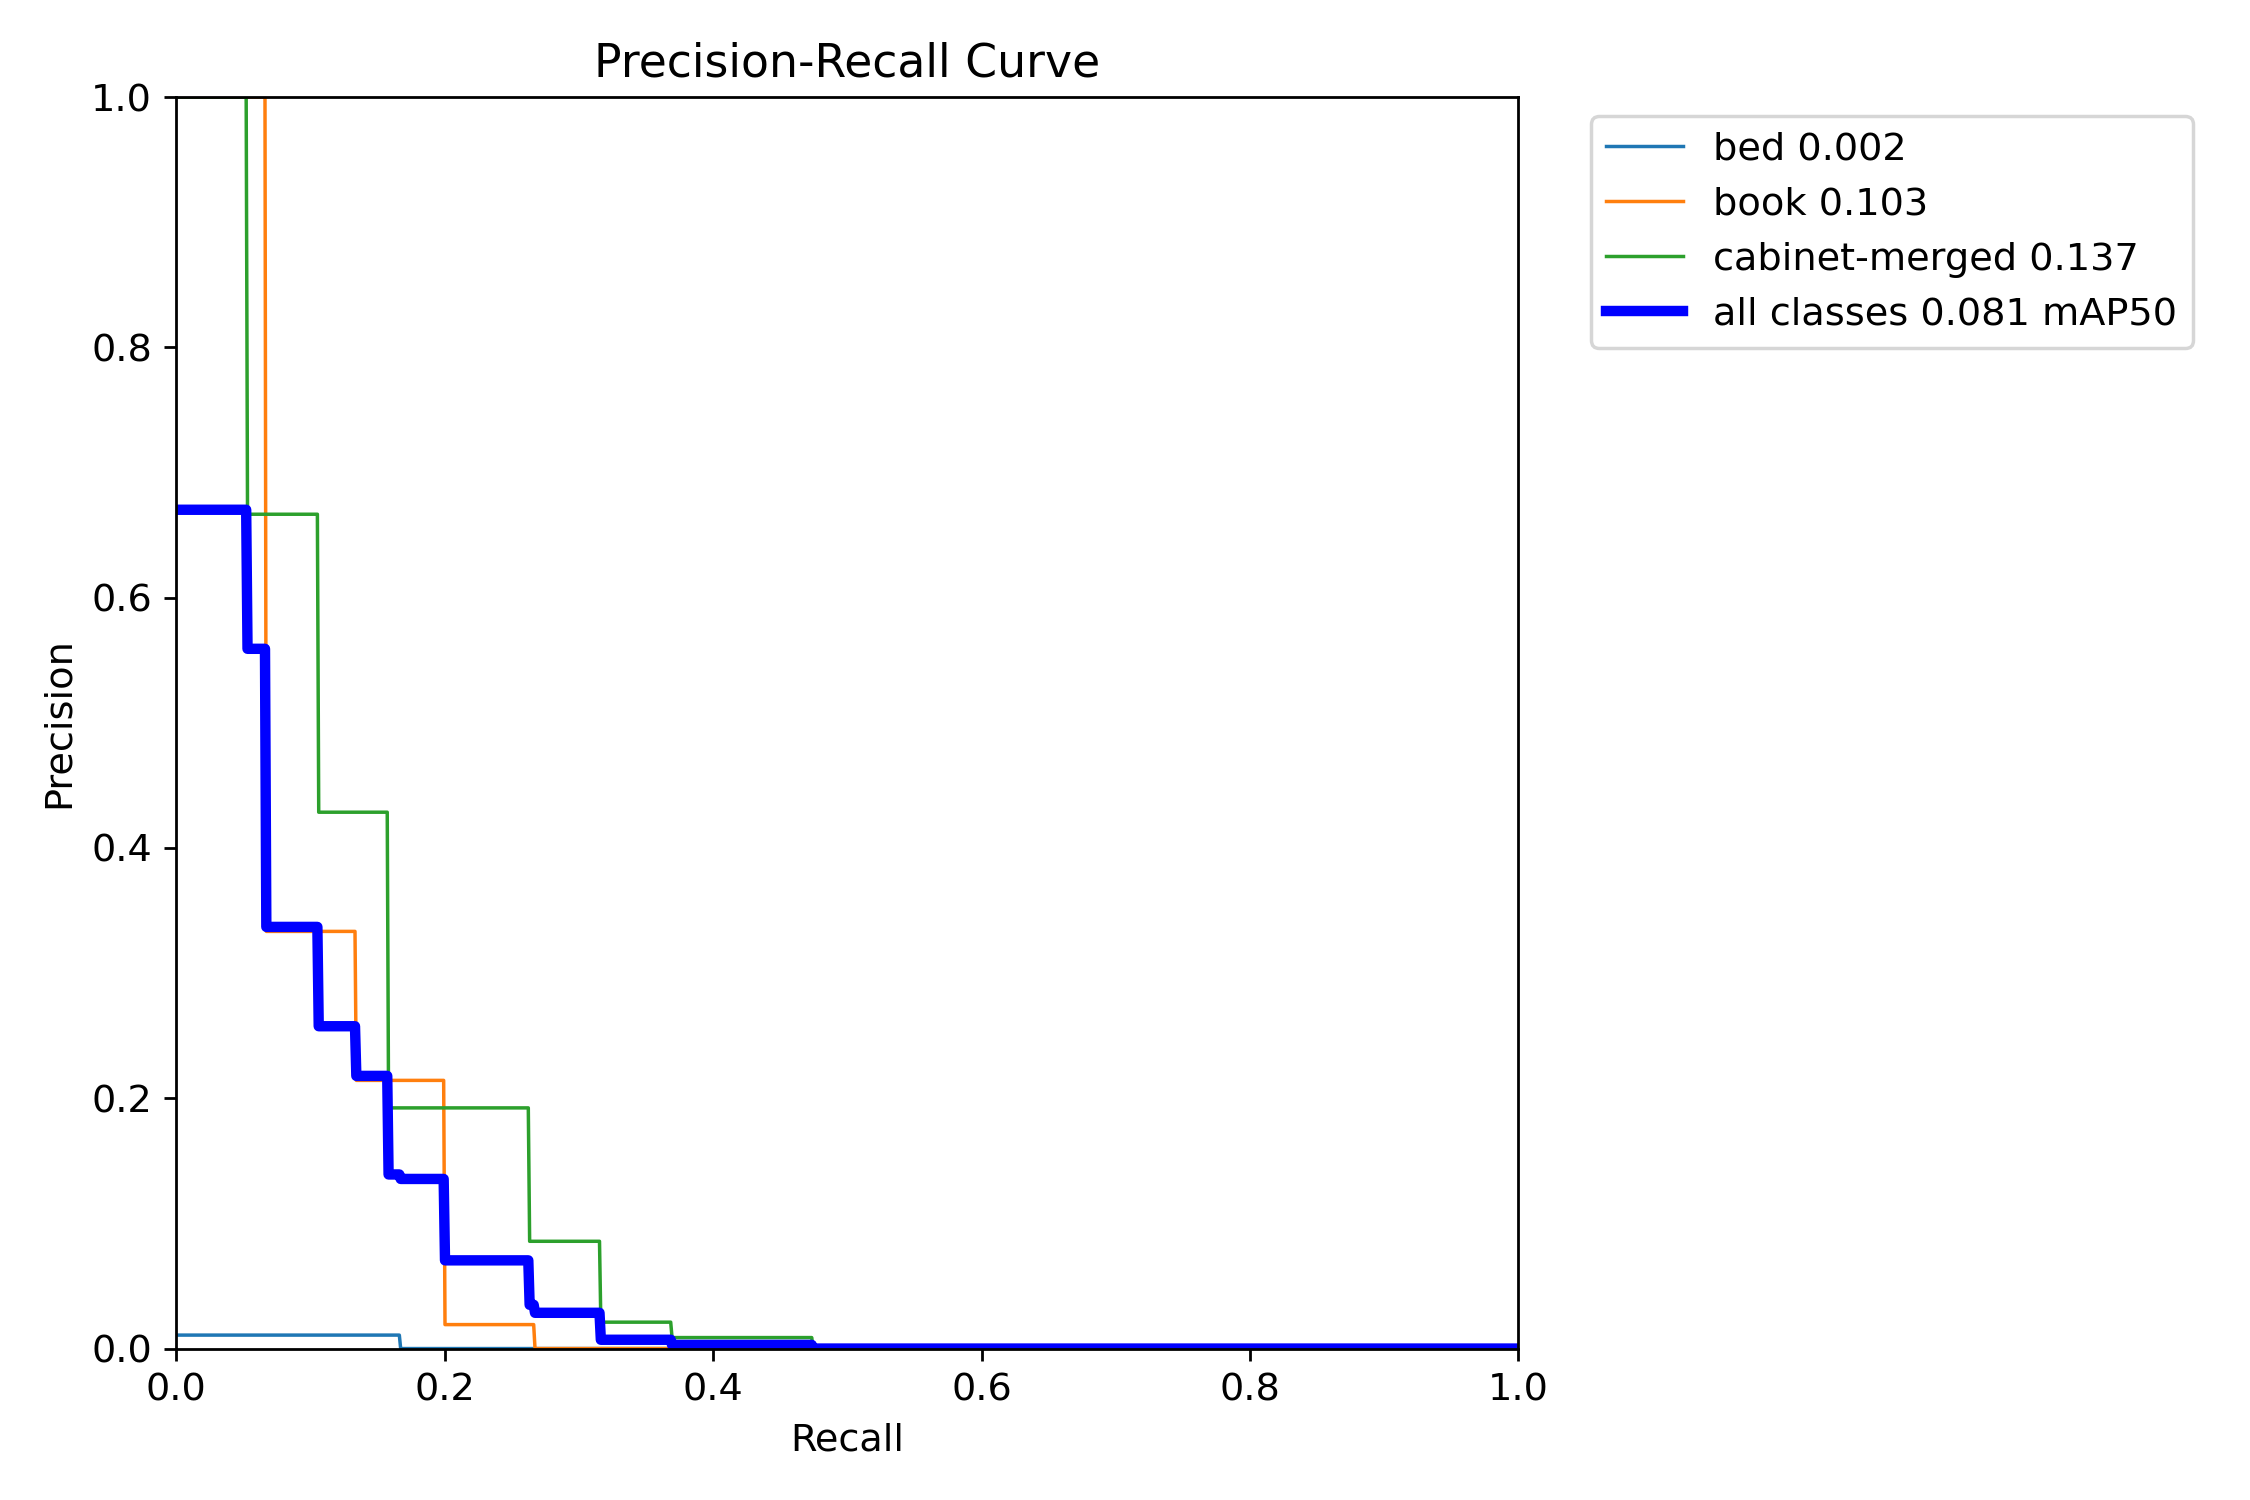 Precision-Recall Curve
1.0
0.8
0.6
0.4
0.2
0.0
Precision
0.0 0.2 0.4 0.6 0.8 1.0
Recall
bed 0.002
book 0.103
cabinet-merged 0.137
all classes 0.081 mAP50